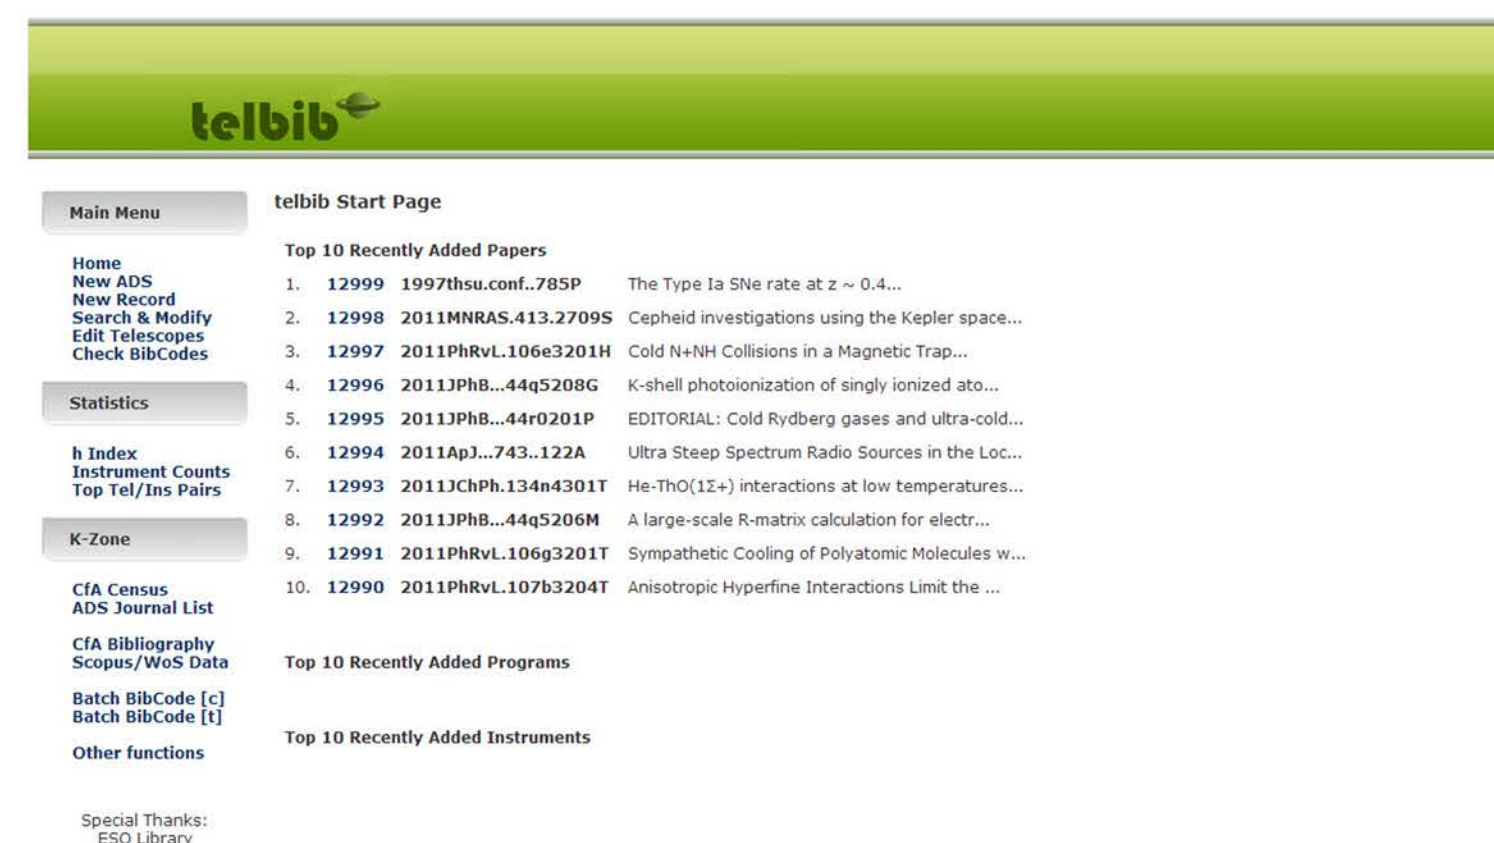 telbib
Main Menu
Home
New ADS
New Record
Search & Modify
Edit Telescopes
Check BibCodes
Statistics
h Index
Instrument Counts
Top Tel/Ins Pairs
K-Zone
CfA Census
ADS Journal List
CfA Bibliography
Scopus/WoS Data
Batch BibCode [c]
Batch BibCode [t]
Other functions
Special Thanks:
ESO Library
telbib Start Page
Top 10 Recently Added Papers
1. 12999 1997thsu.conf..785P The Type Ia SNe rate at z ~ 0.4...
2. 12998 2011MNRAS.413.2709S Cepheid investigations using the Kepler space...
3. 12997 2011PhRvL.106e3201H Cold N+NH Collisions in a Magnetic Trap...
4. 12996 2011JPhB...44q5208G K-shell photoionization of singly ionized ato...
5. 12995 2011JPhB...44r0201P EDITORIAL: Cold Rydberg gases and ultra-cold...
6. 12994 2011ApJ...743..122A Ultra Steep Spectrum Radio Sources in the Loc...
7. 12993 2011JChPh.134n4301T He-ThO(1Σ+) interactions at low temperatures...
8. 12992 2011JPhB...44q5206M A large-scale R-matrix calculation for electr...
9. 12991 2011PhRvL.106g3201T Sympathetic Cooling of Polyatomic Molecules w...
10. 12990 2011PhRvL.107b3204T Anisotropic Hyperfine Interactions Limit the ...
Top 10 Recently Added Programs
Top 10 Recently Added Instruments